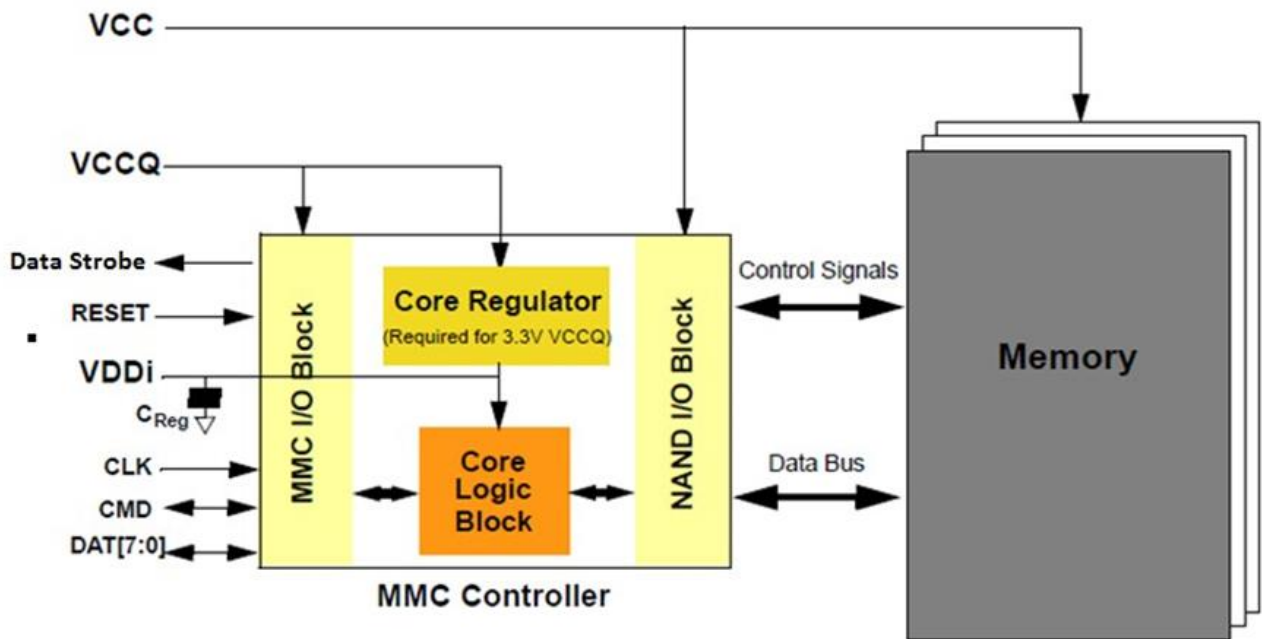 VCC
VCCQ
Data Strobe
RESET
VDDi
CReg
CLK
CMD
DAT[7:0]
MMC I/O Block
Core Regulator
(Required for 3.3V VCCQ)
Core
Logic
Block
NAND I/O Block
MMC Controller
Control Signals
Data Bus
Memory